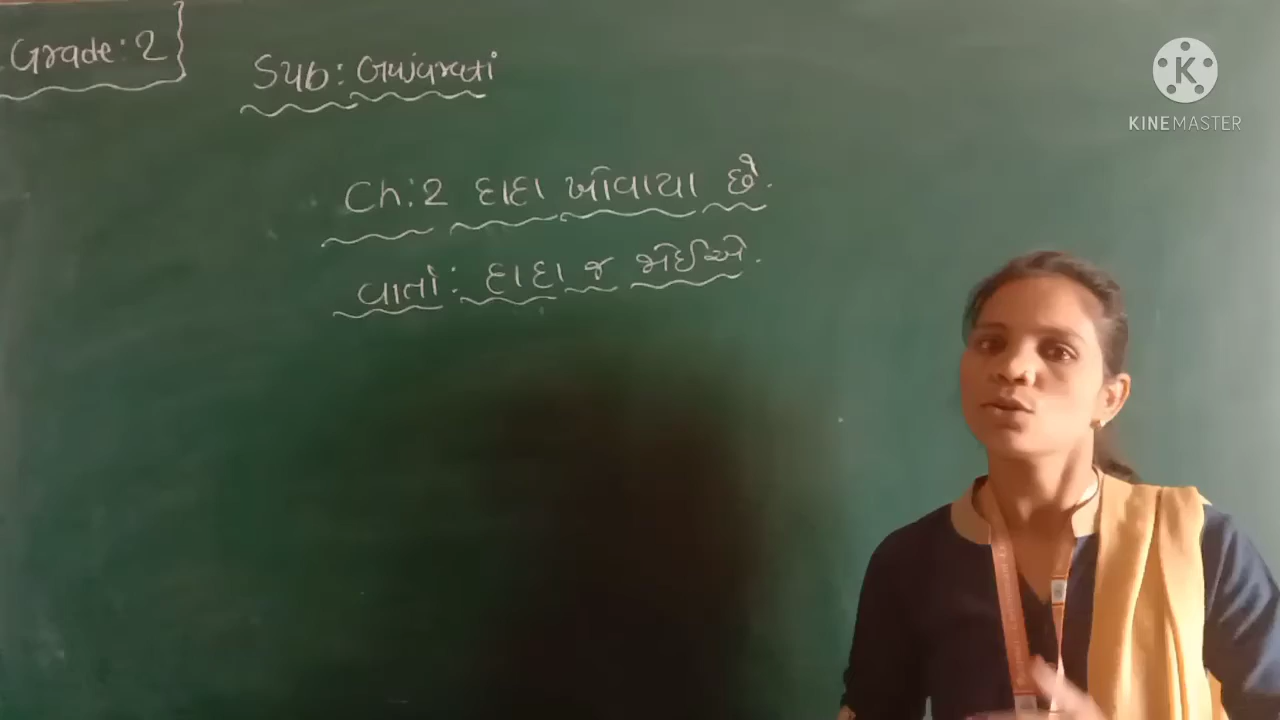 Grade: 2
Sub: Gujarati
Ch: 2 દાદા ખોવાયા છે.
વાર્તા: દાદા જ જોઈએ.
KINEMASTER